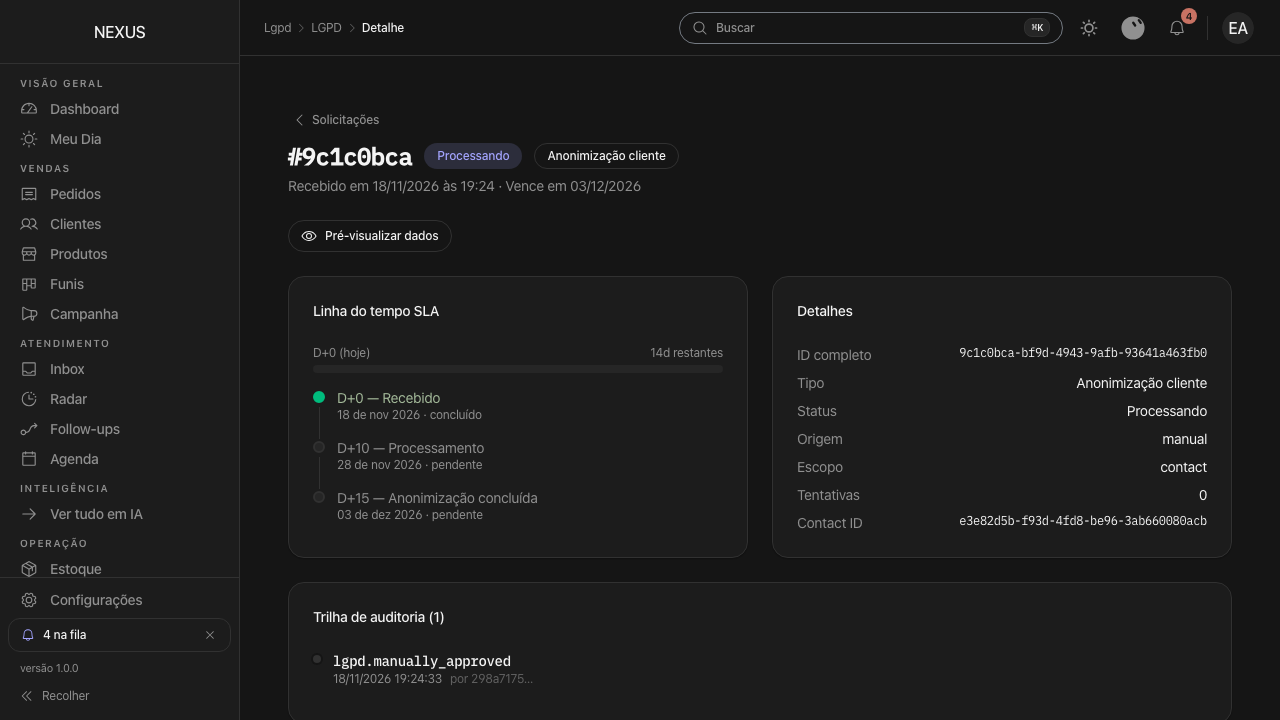 NEXUS
Lgpd
LGPD
Detalhe
Buscar
⌘K
4
EA
VISÃO GERAL
Dashboard
Meu Dia
VENDAS
Pedidos
Clientes
Produtos
Funis
Campanha
ATENDIMENTO
Inbox
Radar
Follow-ups
Agenda
INTELIGÊNCIA
Ver tudo em IA
OPERAÇÃO
Estoque
Configurações
4 na fila
versão 1.0.0
Recolher
Solicitações
#9c1c0bca Processando Anonimização cliente
Recebido em 18/11/2026 às 19:24 · Vence em 03/12/2026
Pré-visualizar dados
Linha do tempo SLA
D+0 (hoje) 14d restantes
D+0 — Recebido
18 de nov 2026 · concluído
D+10 — Processamento
28 de nov 2026 · pendente
D+15 — Anonimização concluída
03 de dez 2026 · pendente
Detalhes
ID completo 9c1c0bca-bf9d-4943-9afb-93641a463fb0
Tipo Anonimização cliente
Status Processando
Origem manual
Escopo contact
Tentativas 0
Contact ID e3e82d5b-f93d-4fd8-be96-3ab660080acb
Trilha de auditoria (1)
lgpd.manually_approved
18/11/2026 19:24:33 por 298a7175…